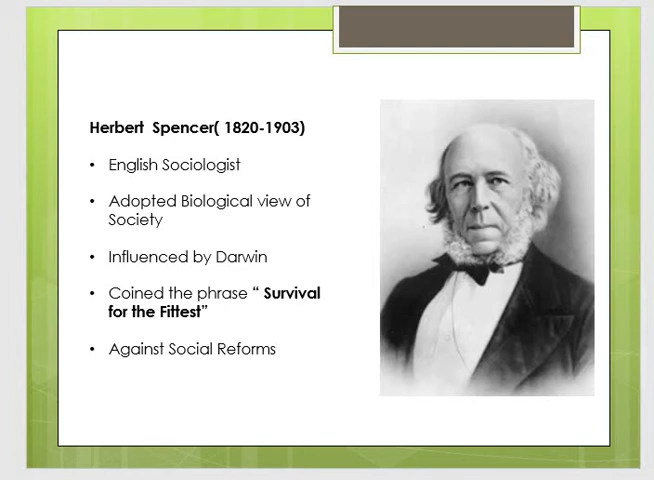 Herbert  Spencer( 1820-1903)
• English Sociologist
• Adopted Biological view of
Society
• Influenced by Darwin
• Coined the phrase “ Survival
for the Fittest”
• Against Social Reforms